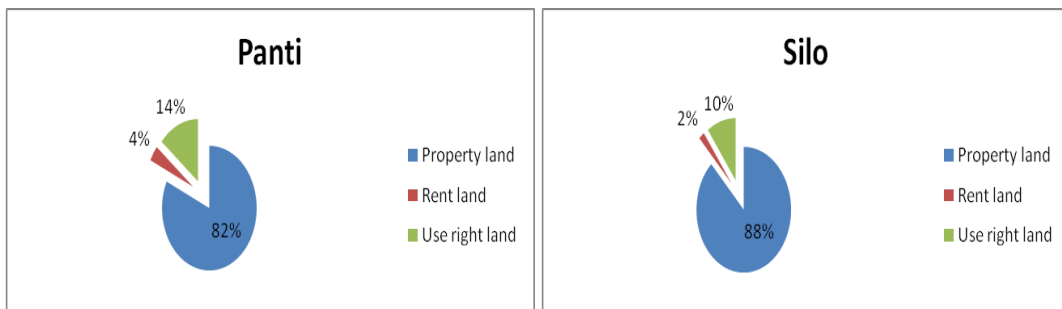 Panti
14%
4%
82%
Property land
Rent land
Use right land
Silo
10%
2%
88%
Property land
Rent land
Use right land